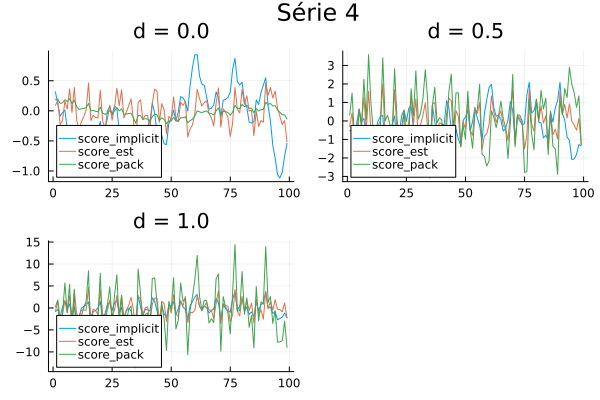 Série 4
d = 0.0
0.5
0.0
−0.5
−1.0
score_implicit
score_est
score_pack
0 25 50 75 100
d = 0.5
3
2
1
0
−1
−2
−3
score_implicit
score_est
score_pack
0 25 50 75 100
d = 1.0
15
10
5
0
−5
−10
score_implicit
score_est
score_pack
0 25 50 75 100